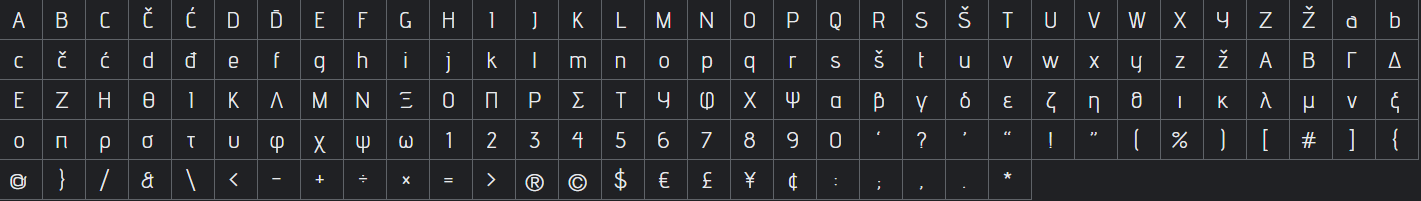 A B C Č Ć D Đ E F G H I J K L M N O P Q R S Š T U V W X Y Z Ž a b
c č ć d đ e f g h i j k l m n o p q r s š t u v w x y z ž Α Β Γ Δ
Ε Ζ Η Θ Ι Κ Λ Μ Ν Ξ Ο Π Ρ Σ Τ Υ Φ Χ Ψ α β γ δ ε ζ η θ ι κ λ μ ν ξ
ο π ρ σ τ υ φ χ ψ ω 1 2 3 4 5 6 7 8 9 0 ‘ ? ’ “ ! ” ( % ) [ # ] {
@ } / & \ < - + ÷ × = > ® © $ € £ ¥ ¢ : ; , . *